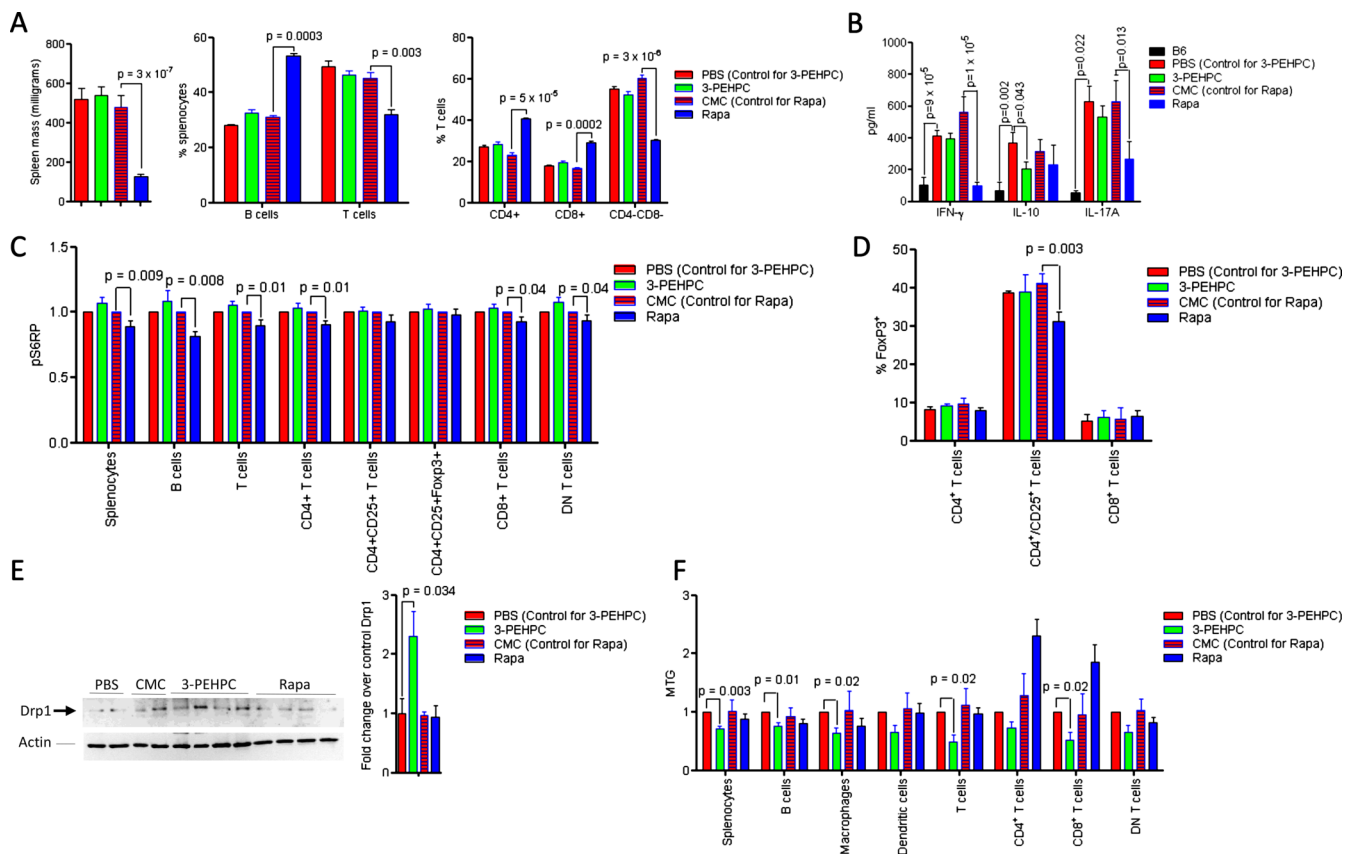 A
Spleen mass (milligrams)
800
600
400
200
0
p = 3 x 10-7
% splenocytes
60
40
20
0
p = 0.0003
p = 0.003
B cells
T cells
% T cells
80
60
40
20
0
p = 5 x 10-5
p = 0.0002
p = 3 x 10-6
CD4+
CD8+
CD4-CD8-
PBS (Control for 3-PEHPC)
3-PEHPC
CMC (Control for Rapa)
Rapa
B
pg/ml
1000
800
600
400
200
0
p=9 x 10-5
p=1 x 10-5
p=0.002
p=0.043
p=0.022
p=0.013
IFN-γ
IL-10
IL-17A
B6
PBS (Control for 3-PEHPC)
3-PEHPC
CMC (control for Rapa)
Rapa
C
pS6RP
1.5
1.0
0.5
0.0
p = 0.009
p = 0.008
p = 0.01
p = 0.01
p = 0.04
p = 0.04
Splenocytes
B cells
T cells
CD4+ T cells
CD4+CD25+ T cells
CD4+CD25+Foxp3+
CD8+ T cells
DN T cells
PBS (Control for 3-PEHPC)
3-PEHPC
CMC (Control for Rapa)
Rapa
D
% FoxP3+
50
40
30
20
10
0
p = 0.003
CD4+ T cells
CD4+/CD25+ T cells
CD8+ T cells
PBS (Control for 3-PEHPC)
3-PEHPC
CMC (Control for Rapa)
Rapa
E
PBS
CMC
3-PEHPC
Rapa
Drp1
Actin
Fold change over control Drp1
3
2
1
0
p = 0.034
PBS (Control for 3-PEHPC)
3-PEHPC
CMC (Control for Rapa)
Rapa
F
MTG
3
2
1
0
p = 0.003
p = 0.01
p = 0.02
p = 0.02
p = 0.02
Splenocytes
B cells
Macrophages
Dendritic cells
T cells
CD4+ T cells
CD8+ T cells
DN T cells
PBS (Control for 3-PEHPC)
3-PEHPC
CMC (Control for Rapa)
Rapa